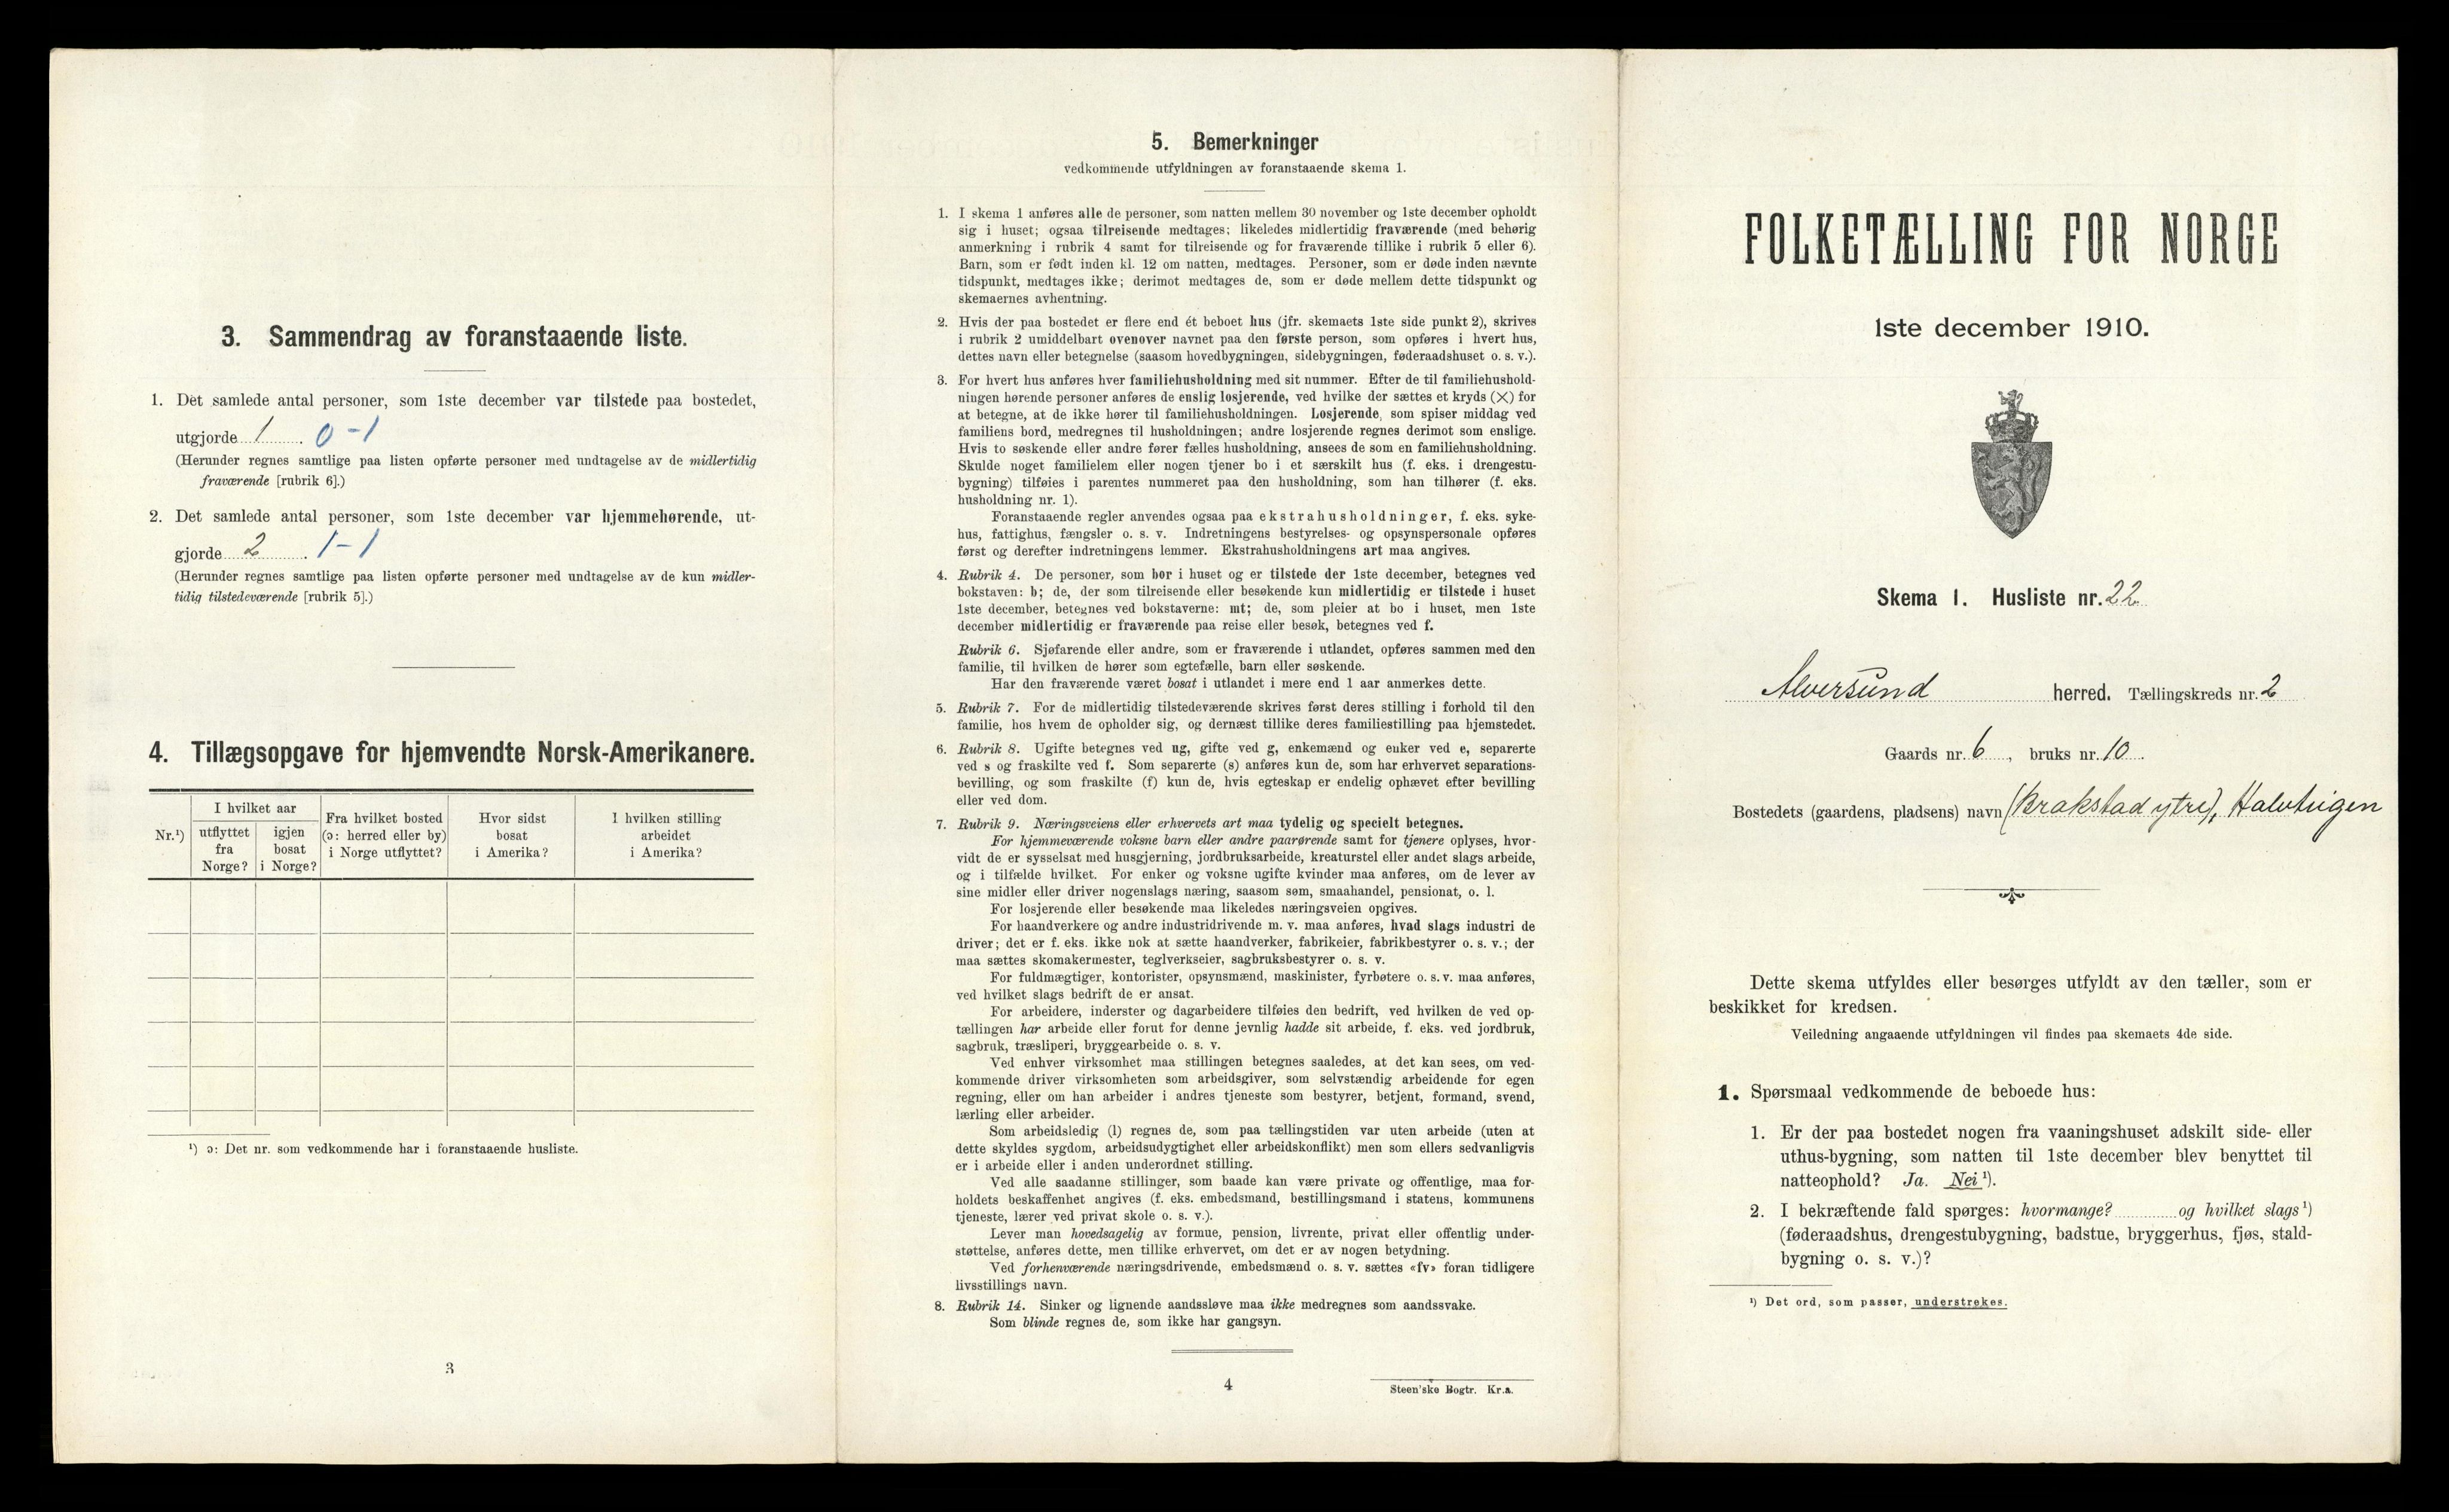 3. Sammendrag av foranstaaende liste.
1. Det samlede antal personer, som 1ste december var tilstede paa bostedet,
utgjorde 1 . 0-1
(Herunder regnes samtlige paa listen opførte personer med undtagelse av de midlertidig
fraværende [rubrik 6].)
2. Det samlede antal personer, som 1ste december var hjemmehørende, ut-
gjorde 2 . 1-1
(Herunder regnes samtlige paa listen opførte personer med undtagelse av de kun midler-
tidig tilstedeværende [rubrik 5].)
4. Tillægsopgave for hjemvendte Norsk-Amerikanere.
Nr.¹)
I hvilket aar
utflyttet
fra
Norge?
igjen
bosat
i Norge?
Fra hvilket bosted
(ɔ: herred eller by)
i Norge utflyttet?
Hvor sidst
bosat
i Amerika?
I hvilken stilling
arbeidet
i Amerika?
¹) ɔ: Det nr. som vedkommende har i foranstaaende husliste.
3
5. Bemerkninger
vedkommende utfyldningen av foranstaaende skema 1.
1. I skema 1 anføres alle de personer, som natten mellem 30 november og 1ste december opholdt
sig i huset; ogsaa tilreisende medtages; likeledes midlertidig fraværende (med behørig
anmerkning i rubrik 4 samt for tilreisende og for fraværende tillike i rubrik 5 eller 6).
Barn, som er født inden kl. 12 om natten, medtages. Personer, som er døde inden nævnte
tidspunkt, medtages ikke; derimot medtages de, som er døde mellem dette tidspunkt og
skemaernes avhentning.
2. Hvis der paa bostedet er flere end ét beboet hus (jfr. skemaets 1ste side punkt 2), skrives
i rubrik 2 umiddelbart ovenover navnet paa den første person, som opføres i hvert hus,
dettes navn eller betegnelse (saasom hovedbygningen, sidebygningen, føderaadshuset o. s. v.).
3. For hvert hus anføres hver familiehusholdning med sit nummer. Efter de til familiehushold-
ningen hørende personer anføres de enslig losjerende, ved hvilke der sættes et kryds (×) for
at betegne, at de ikke hører til familiehusholdningen. Losjerende, som spiser middag ved
familiens bord, medregnes til husholdningen; andre losjerende regnes derimot som enslige.
Hvis to søskende eller andre fører fælles husholdning, ansees de som en familiehusholdning.
Skulde noget familielem eller nogen tjener bo i et særskilt hus (f. eks. i drengestu-
bygning) tilføies i parentes nummeret paa den husholdning, som han tilhører (f. eks.
husholdning nr. 1).
Foranstaaende regler anvendes ogsaa paa ekstrahusholdninger, f. eks. syke-
hus, fattighus, fængsler o. s. v. Indretningens bestyrelses- og opsynspersonale opføres
først og derefter indretningens lemmer. Ekstrahusholdningens art maa angives.
4. Rubrik 4. De personer, som bor i huset og er tilstede der 1ste december, betegnes ved
bokstaven: b; de, der som tilreisende eller besøkende kun midlertidig er tilstede i huset
1ste december, betegnes ved bokstaverne: mt; de, som pleier at bo i huset, men 1ste
december midlertidig er fraværende paa reise eller besøk, betegnes ved f.
Rubrik 6. Sjøfarende eller andre, som er fraværende i utlandet, opføres sammen med den
familie, til hvilken de hører som egtefælle, barn eller søskende.
Har den fraværende været bosat i utlandet i mere end 1 aar anmerkes dette.
5. Rubrik 7. For de midlertidig tilstedeværende skrives først deres stilling i forhold til den
familie, hos hvem de opholder sig, og dernæst tillike deres familiestilling paa hjemstedet.
6. Rubrik 8. Ugifte betegnes ved ug, gifte ved g, enkemænd og enker ved e, separerte
ved s og fraskilte ved f. Som separerte (s) anføres kun de, som har erhvervet separations-
bevilling, og som fraskilte (f) kun de, hvis egteskap er endelig ophævet efter bevilling
eller ved dom.
7. Rubrik 9. Næringsveiens eller erhvervets art maa tydelig og specielt betegnes.
For hjemmeværende voksne barn eller andre paarørende samt for tjenere oplyses, hvor-
vidt de er sysselsat med husgjerning, jordbruksarbeide, kreaturstel eller andet slags arbeide,
og i tilfælde hvilket. For enker og voksne ugifte kvinder maa anføres, om de lever av
sine midler eller driver nogenslags næring, saasom søm, smaahandel, pensionat, o. l.
For losjerende eller besøkende maa likeledes næringsveien opgives.
For haandverkere og andre industridrivende m. v. maa anføres, hvad slags industri de
driver; det er f. eks. ikke nok at sætte haandverker, fabrikeier, fabrikbestyrer o. s. v.; der
maa sættes skomakermester, teglverkseier, sagbruksbestyrer o. s. v.
For fuldmægtiger, kontorister, opsynsmænd, maskinister, fyrbøtere o. s. v. maa anføres,
ved hvilket slags bedrift de er ansat.
For arbeidere, inderster og dagarbeidere tilføies den bedrift, ved hvilken de ved op-
tællingen har arbeide eller forut for denne jevnlig hadde sit arbeide, f. eks. ved jordbruk,
sagbruk, træsliperi, bryggearbeide o. s. v.
Ved enhver virksomhet maa stillingen betegnes saaledes, at det kan sees, om ved-
kommende driver virksomheten som arbeidsgiver, som selvstændig arbeidende for egen
regning, eller om han arbeider i andres tjeneste som bestyrer, betjent, formand, svend,
lærling eller arbeider.
Som arbeidsledig (l) regnes de, som paa tællingstiden var uten arbeide (uten at
dette skyldes sygdom, arbeidsudygtighet eller arbeidskonflikt) men som ellers sedvanligvis
er i arbeide eller i anden underordnet stilling.
Ved alle saadanne stillinger, som baade kan være private og offentlige, maa for-
holdets beskaffenhet angives (f. eks. embedsmand, bestillingsmand i statens, kommunens
tjeneste, lærer ved privat skole o. s. v.).
Lever man hovedsagelig av formue, pension, livrente, privat eller offentlig under-
støttelse, anføres dette, men tillike erhvervet, om det er av nogen betydning.
Ved forhenværende næringsdrivende, embedsmænd o. s. v. sættes «fv» foran tidligere
livsstillings navn.
8. Rubrik 14. Sinker og lignende aandssløve maa ikke medregnes som aandssvake.
Som blinde regnes de, som ikke har gangsyn.
4
Steen'ske Bogtr. Kr.a.
FOLKETÆLLING FOR NORGE
1ste december 1910.
Skema 1. Husliste nr. 22
Alversund herred. Tællingskreds nr. 2
Gaards nr. 6, bruks nr. 10.
Bostedets (gaardens, pladsens) navn (Brakstad ytre), Halvtrigen
Dette skema utfyldes eller besørges utfyldt av den tæller, som er
beskikket for kredsen.
Veiledning angaaende utfyldningen vil findes paa skemaets 4de side.
1. Spørsmaal vedkommende de beboede hus:
1. Er der paa bostedet nogen fra vaaningshuset adskilt side- eller
uthus-bygning, som natten til 1ste december blev benyttet til
natteophold? Ja. Nei ¹).
2. I bekræftende fald spørges: hvormange? og hvilket slags ¹)
(føderaadshus, drengestubygning, badstue, bryggerhus, fjøs, stald-
bygning o. s. v.)?
¹) Det ord, som passer, understrekes.